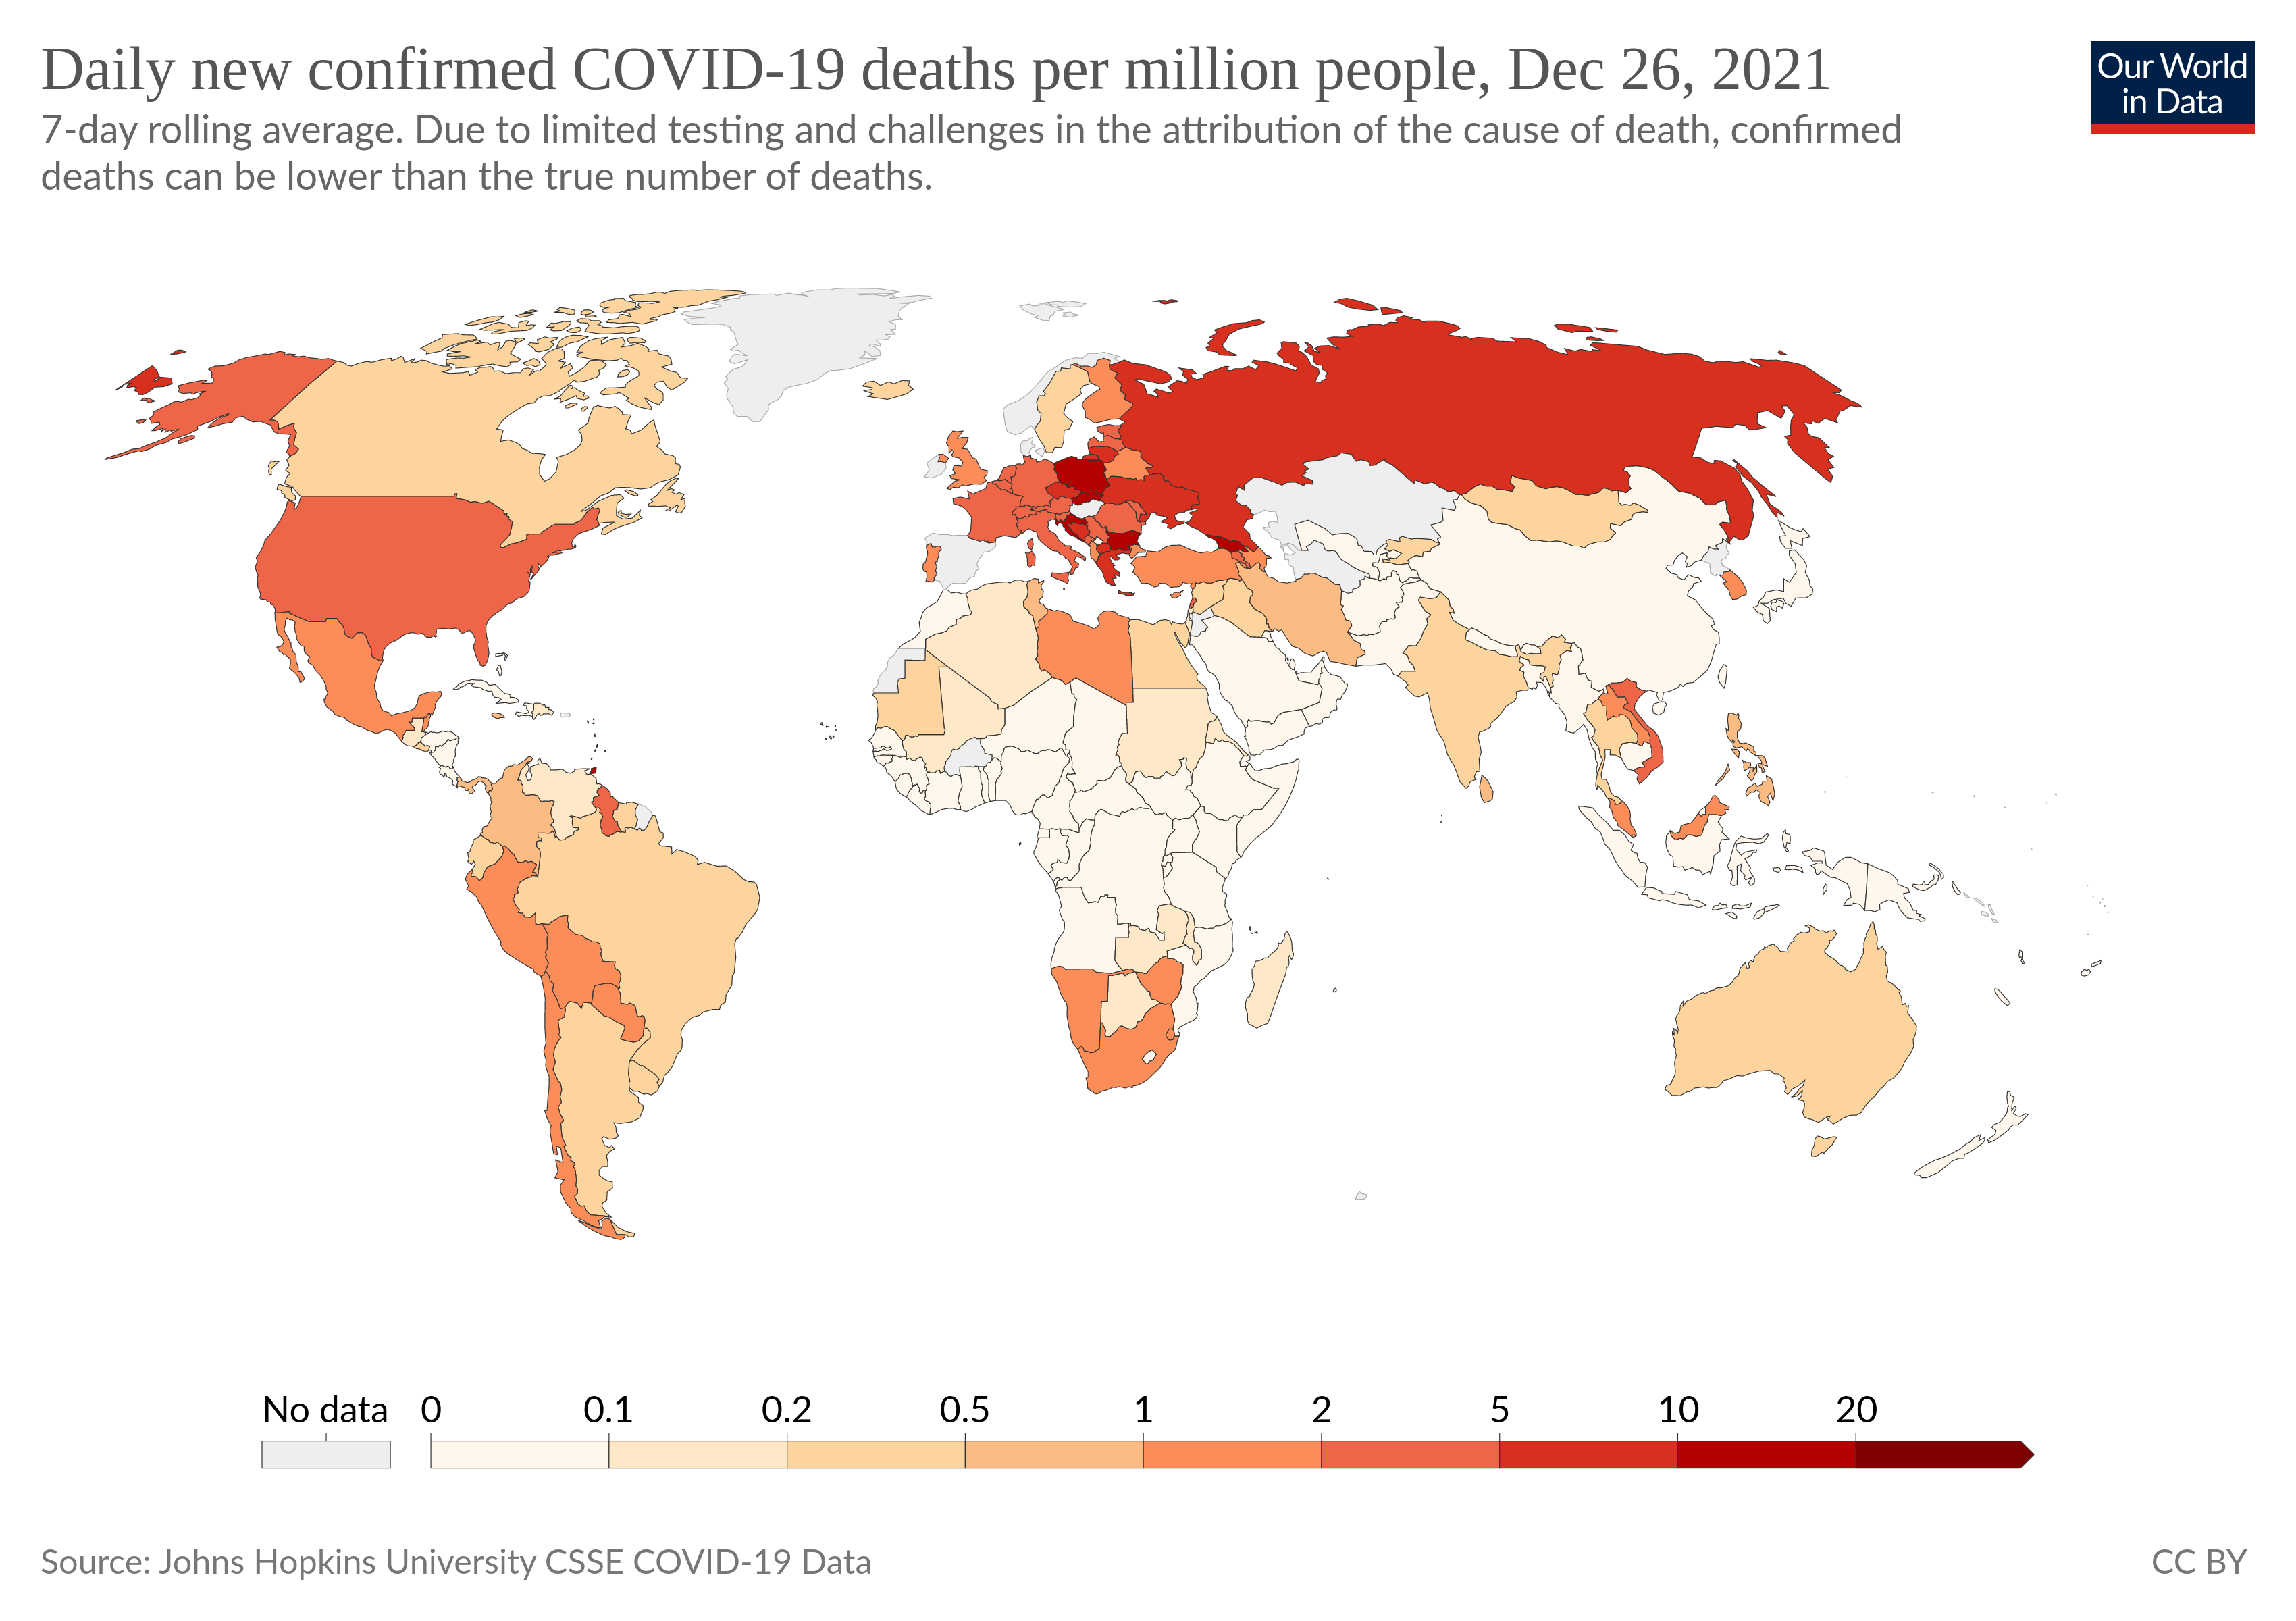 Daily new confirmed COVID-19 deaths per million people, Dec 26, 2021
Our World
in Data
7-day rolling average. Due to limited testing and challenges in the attribution of the cause of death, confirmed
deaths can be lower than the true number of deaths.
No data 0 0.1 0.2 0.5 1 2 5 10 20
Source: Johns Hopkins University CSSE COVID-19 Data
CC BY